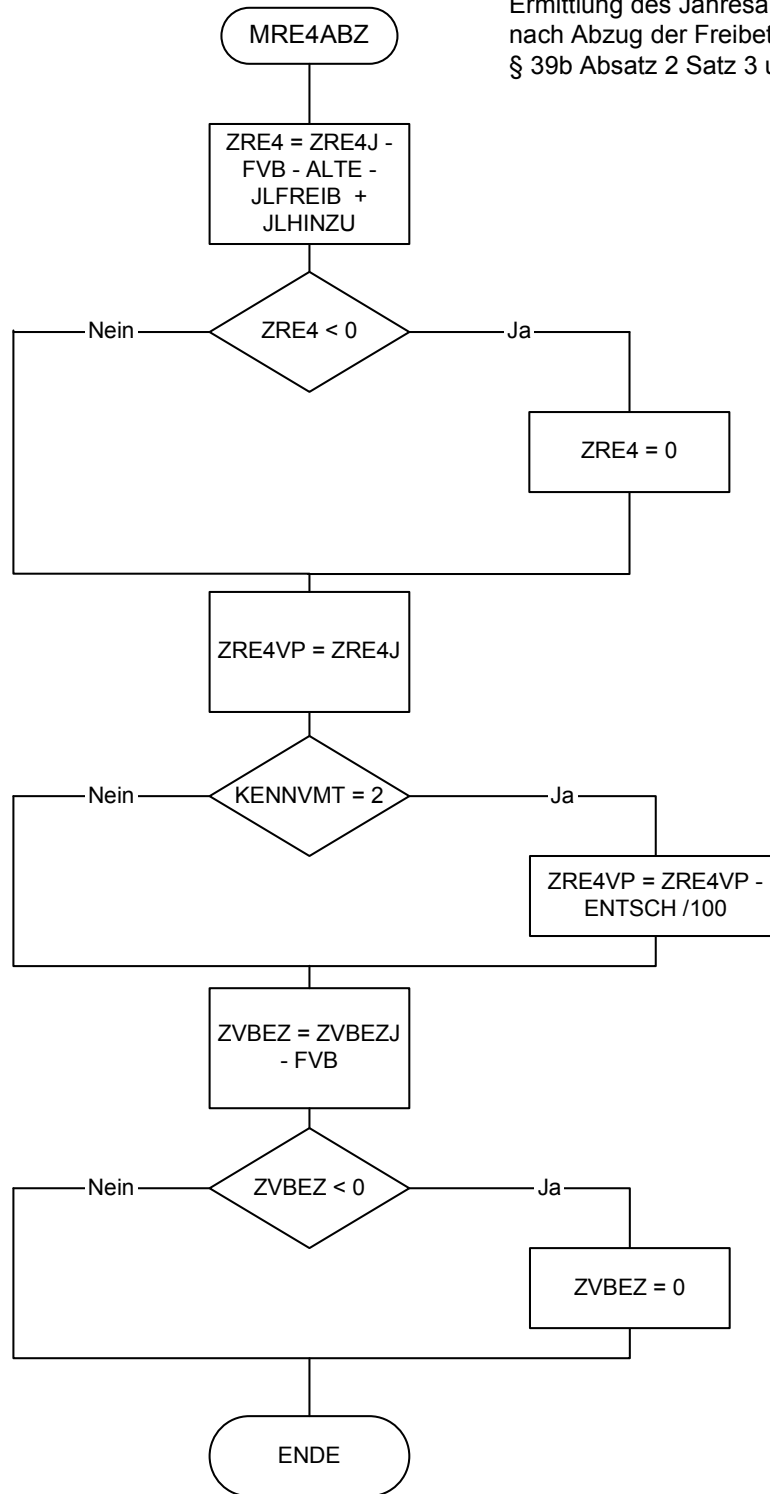 MRE4ABZ
Ermittlung des
nach Abzug der
§ 39b Absatz 2 Satz 3
ZRE4 = ZRE4J -
FVB - ALTE -
JLFREIB +
JLHINZU
Nein
ZRE4 < 0
Ja
ZRE4 = 0
ZRE4VP = ZRE4J
Nein
KENNVMT = 2
Ja
ZRE4VP = ZRE4VP -
ENTSCH /100
ZVBEZ = ZVBEZJ
- FVB
Nein
ZVBEZ < 0
Ja
ZVBEZ = 0
ENDE